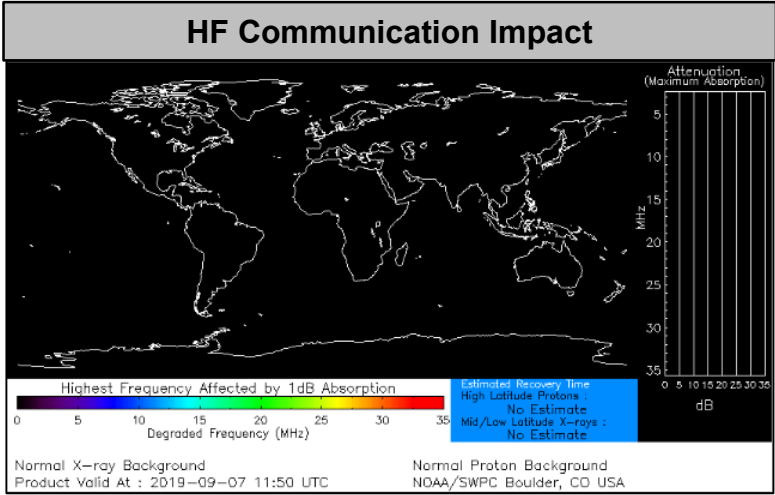 HF Communication Impact
Attenuation
(Maximum Absorption)
5
10
15
20
25
30
35
MHz
0 5 10 15 20 25 30 35
dB
Highest Frequency Affected by 1dB Absorption
0 5 10 15 20 25 30 35
Degraded Frequency (MHz)
Estimated Recovery Time
High Latitude Protons :
No Estimate
Mid/Low Latitude X-rays :
No Estimate
Normal X-ray Background
Product Valid At : 2019-09-07 11:50 UTC
Normal Proton Background
NOAA/SWPC Boulder, CO USA